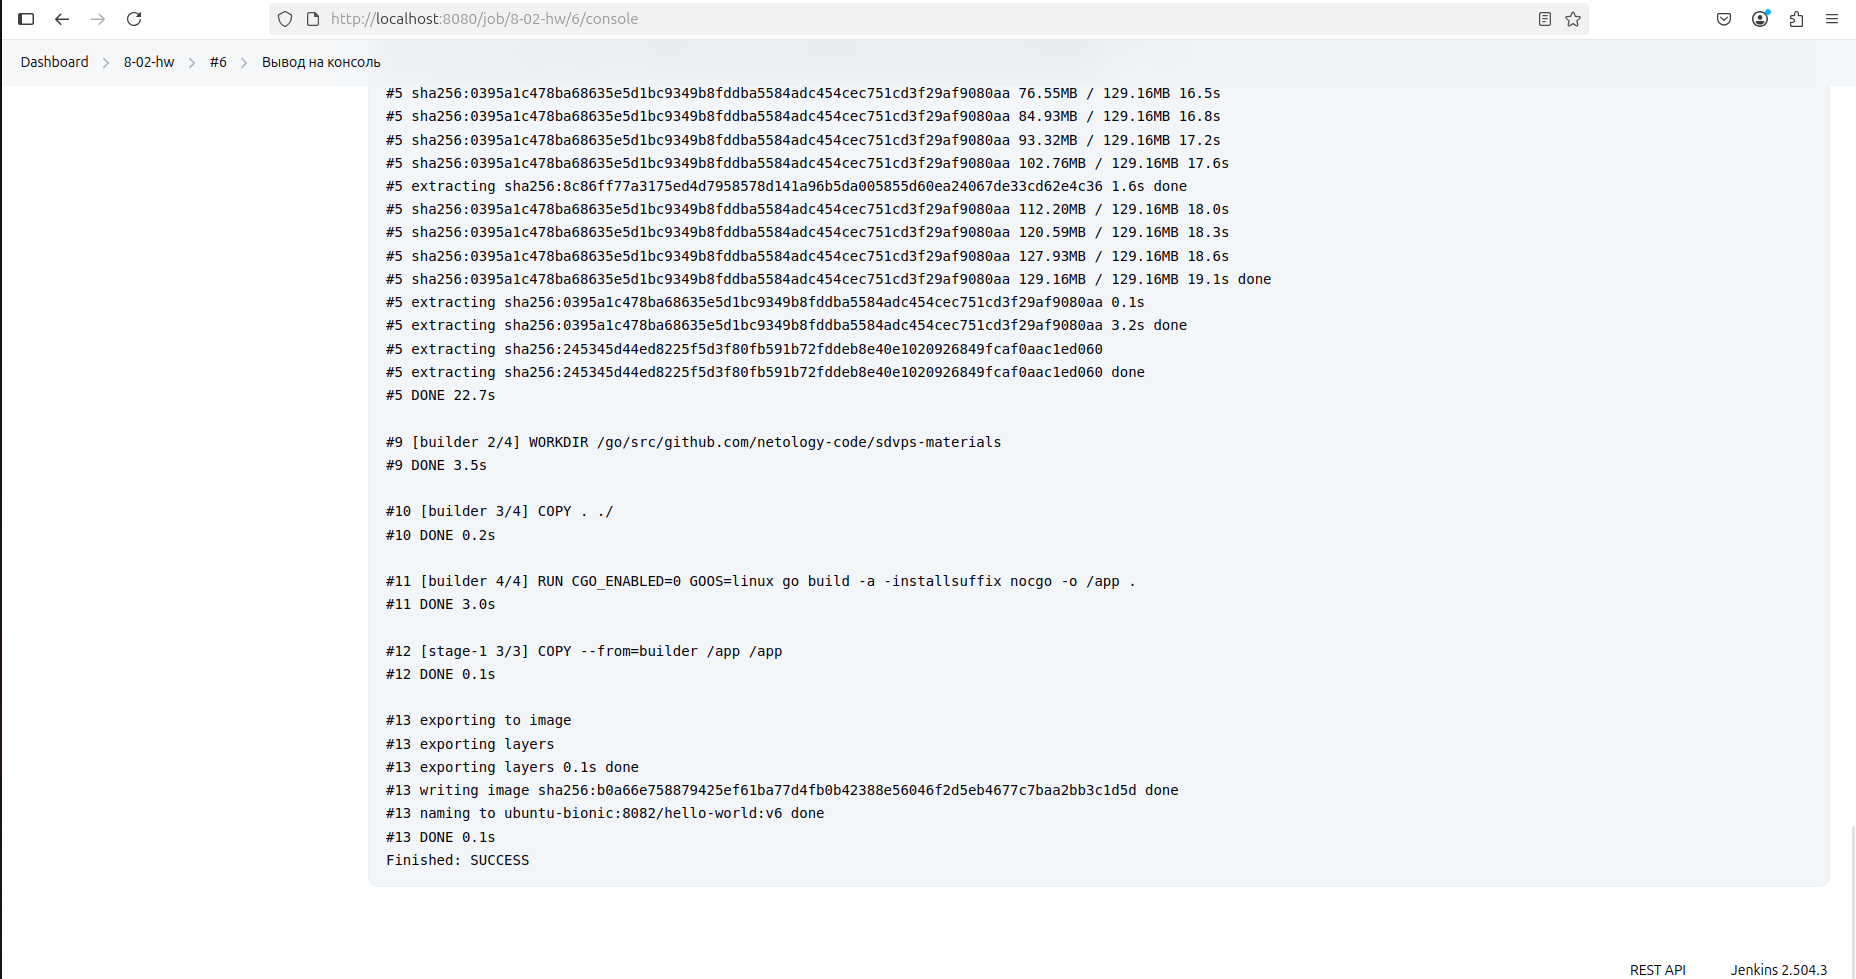 http://localhost:8080/job/8-02-hw/6/console
Dashboard > 8-02-hw > #6 > Вывод на консоль
#5 sha256:0395a1c478ba68635e5d1bc9349b8fddba5584adc454cec751cd3f29af9080aa 76.55MB / 129.16MB 16.5s
#5 sha256:0395a1c478ba68635e5d1bc9349b8fddba5584adc454cec751cd3f29af9080aa 84.93MB / 129.16MB 16.8s
#5 sha256:0395a1c478ba68635e5d1bc9349b8fddba5584adc454cec751cd3f29af9080aa 93.32MB / 129.16MB 17.2s
#5 sha256:0395a1c478ba68635e5d1bc9349b8fddba5584adc454cec751cd3f29af9080aa 102.76MB / 129.16MB 17.6s
#5 extracting sha256:8c86ff77a3175ed4d7958578d141a96b5da005855d60ea24067de33cd62e4c36 1.6s done
#5 sha256:0395a1c478ba68635e5d1bc9349b8fddba5584adc454cec751cd3f29af9080aa 112.20MB / 129.16MB 18.0s
#5 sha256:0395a1c478ba68635e5d1bc9349b8fddba5584adc454cec751cd3f29af9080aa 120.59MB / 129.16MB 18.3s
#5 sha256:0395a1c478ba68635e5d1bc9349b8fddba5584adc454cec751cd3f29af9080aa 127.93MB / 129.16MB 18.6s
#5 sha256:0395a1c478ba68635e5d1bc9349b8fddba5584adc454cec751cd3f29af9080aa 129.16MB / 129.16MB 19.1s done
#5 extracting sha256:0395a1c478ba68635e5d1bc9349b8fddba5584adc454cec751cd3f29af9080aa 0.1s
#5 extracting sha256:0395a1c478ba68635e5d1bc9349b8fddba5584adc454cec751cd3f29af9080aa 3.2s done
#5 extracting sha256:245345d44ed8225f5d3f80fb591b72fddeb8e40e1020926849fcaf0aac1ed060
#5 extracting sha256:245345d44ed8225f5d3f80fb591b72fddeb8e40e1020926849fcaf0aac1ed060 done
#5 DONE 22.7s
#9 [builder 2/4] WORKDIR /go/src/github.com/netology-code/sdvps-materials
#9 DONE 3.5s
#10 [builder 3/4] COPY . ./
#10 DONE 0.2s
#11 [builder 4/4] RUN CGO_ENABLED=0 GOOS=linux go build -a -installsuffix nocgo -o /app .
#11 DONE 3.0s
#12 [stage-1 3/3] COPY --from=builder /app /app
#12 DONE 0.1s
#13 exporting to image
#13 exporting layers
#13 exporting layers 0.1s done
#13 writing image sha256:b0a66e758879425ef61ba77d4fb0b42388e56046f2d5eb4677c7baa2bb3c1d5d done
#13 naming to ubuntu-bionic:8082/hello-world:v6 done
#13 DONE 0.1s
Finished: SUCCESS
REST API Jenkins 2.504.3